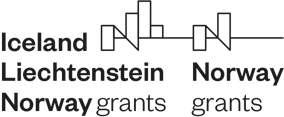 Iceland
Liechtenstein
Norway grants
Norway
grants